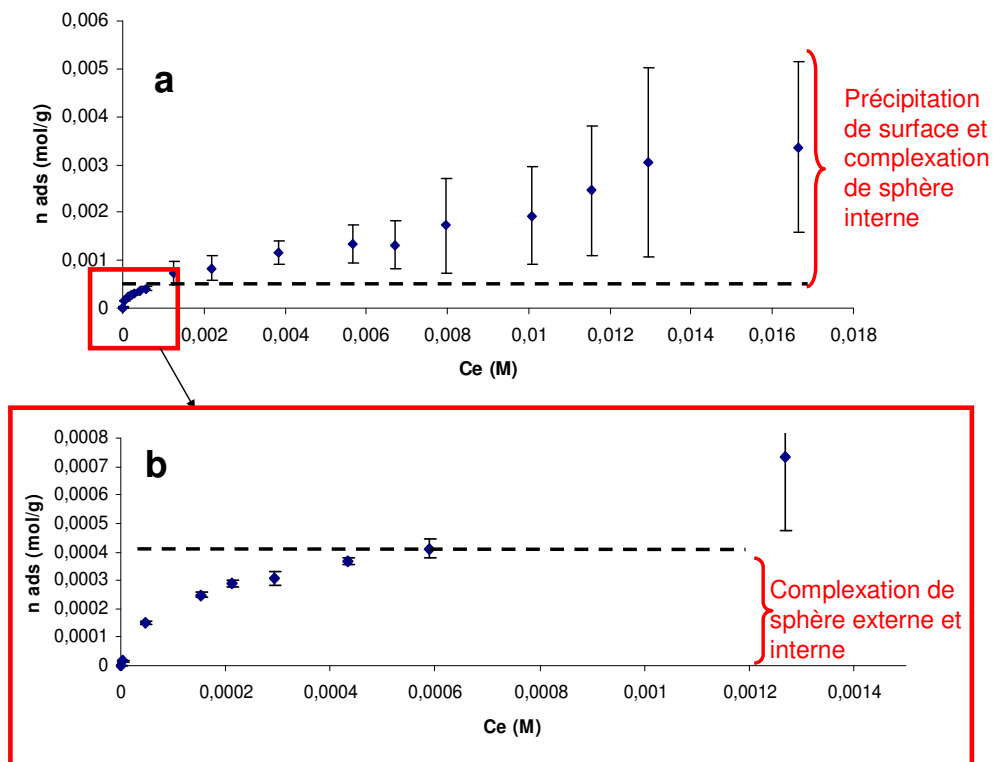 a
n ads (mol/g)
0,006
0,005
0,004
0,003
0,002
0,001
0
0 0,002 0,004 0,006 0,008 0,01 0,012 0,014 0,016 0,018
Ce (M)
Précipitation
de surface et
complexation
de sphère
interne
b
n ads (mol/g)
0,0008
0,0007
0,0006
0,0005
0,0004
0,0003
0,0002
0,0001
0
0 0,0002 0,0004 0,0006 0,0008 0,001 0,0012 0,0014
Ce (M)
Complexation de
sphère externe et
interne